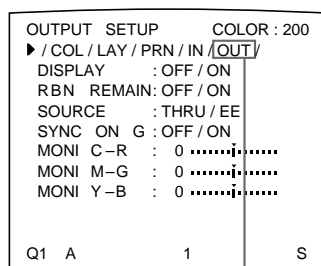 OUTPUT SETUP COLOR : 200
/ COL / LAY / PRN / IN / OUT /
DISPLAY : OFF / ON
RBN REMAIN : OFF / ON
SOURCE : THRU / EE
SYNC ON G : OFF / ON
MONI C–R : 0
MONI M–G : 0
MONI Y–B : 0
Q1 A 1 S